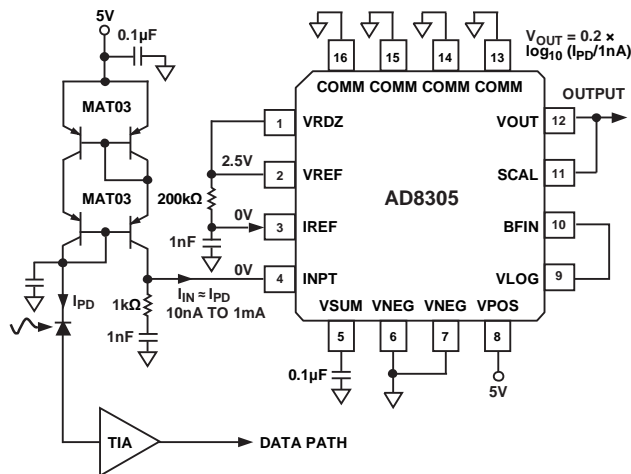 5V
0.1µF
MAT03
MAT03
I_PD
1kΩ
1nF
I_IN ≈ I_PD
10nA TO 1mA
TIA
DATA PATH
2.5V
200kΩ
0V
1nF
0V
16 15 14 13
COMM COMM COMM COMM
1 VRDZ
2 VREF
3 IREF
4 INPT
AD8305
VSUM VNEG VNEG VPOS
5 6 7 8
0.1µF
5V
V_OUT = 0.2 ×
log_10 (I_PD/1nA)
OUTPUT
VOUT 12
SCAL 11
BFIN 10
VLOG 9